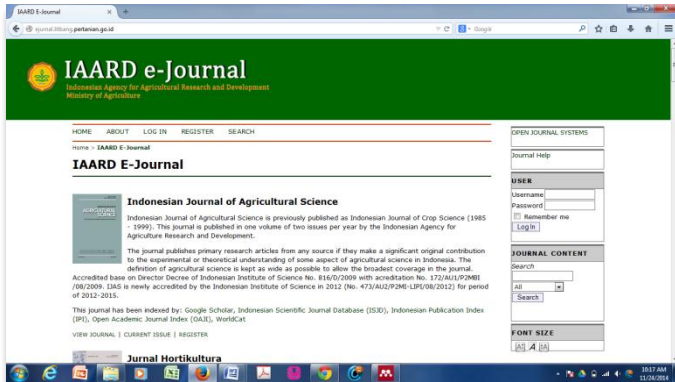 IAARD E-Journal
ejurnal.litbang.pertanian.go.id
Google
IAARD e-Journal
Indonesian Agency for Agricultural Research and Development
Ministry of Agriculture
HOME ABOUT LOG IN REGISTER SEARCH
Home > IAARD E-Journal
IAARD E-Journal
AGRICULTURAL SCIENCE
Indonesian Journal of Agricultural Science
Indonesian Journal of Agricultural Science is previously published as Indonesian Journal of Crop Science (1985
- 1999). This journal is published in one volume of two issues per year by the Indonesian Agency for
Agriculture Research and Development.
The journal publishes primary research articles from any source if they make a significant original contribution
to the experimental or theoretical understanding of some aspect of agricultural science in Indonesia. The
definition of agricultural science is kept as wide as possible to allow the broadest coverage in the journal.
Accredited base on Director Decree of Indonesian Institute of Science No. 816/D/2009 with acreditation No. 172/AU1/P2MBI
/08/2009. IJAS is newly accredited by the Indonesian Institute of Science in 2012 (No. 473/AU2/P2MI-LIPI/08/2012) for period
of 2012-2015.
This journal has been indexed by: Google Scholar, Indonesian Scientific Journal Database (ISJD), Indonesian Publication Index
(IPI), Open Academic Journal Index (OAJI), WorldCat
VIEW JOURNAL | CURRENT ISSUE | REGISTER
Jurnal Hortikultura
OPEN JOURNAL SYSTEMS
Journal Help
USER
Username
Password
Remember me
Log In
JOURNAL CONTENT
Search
All
Search
FONT SIZE
10:17 AM
11/24/2014